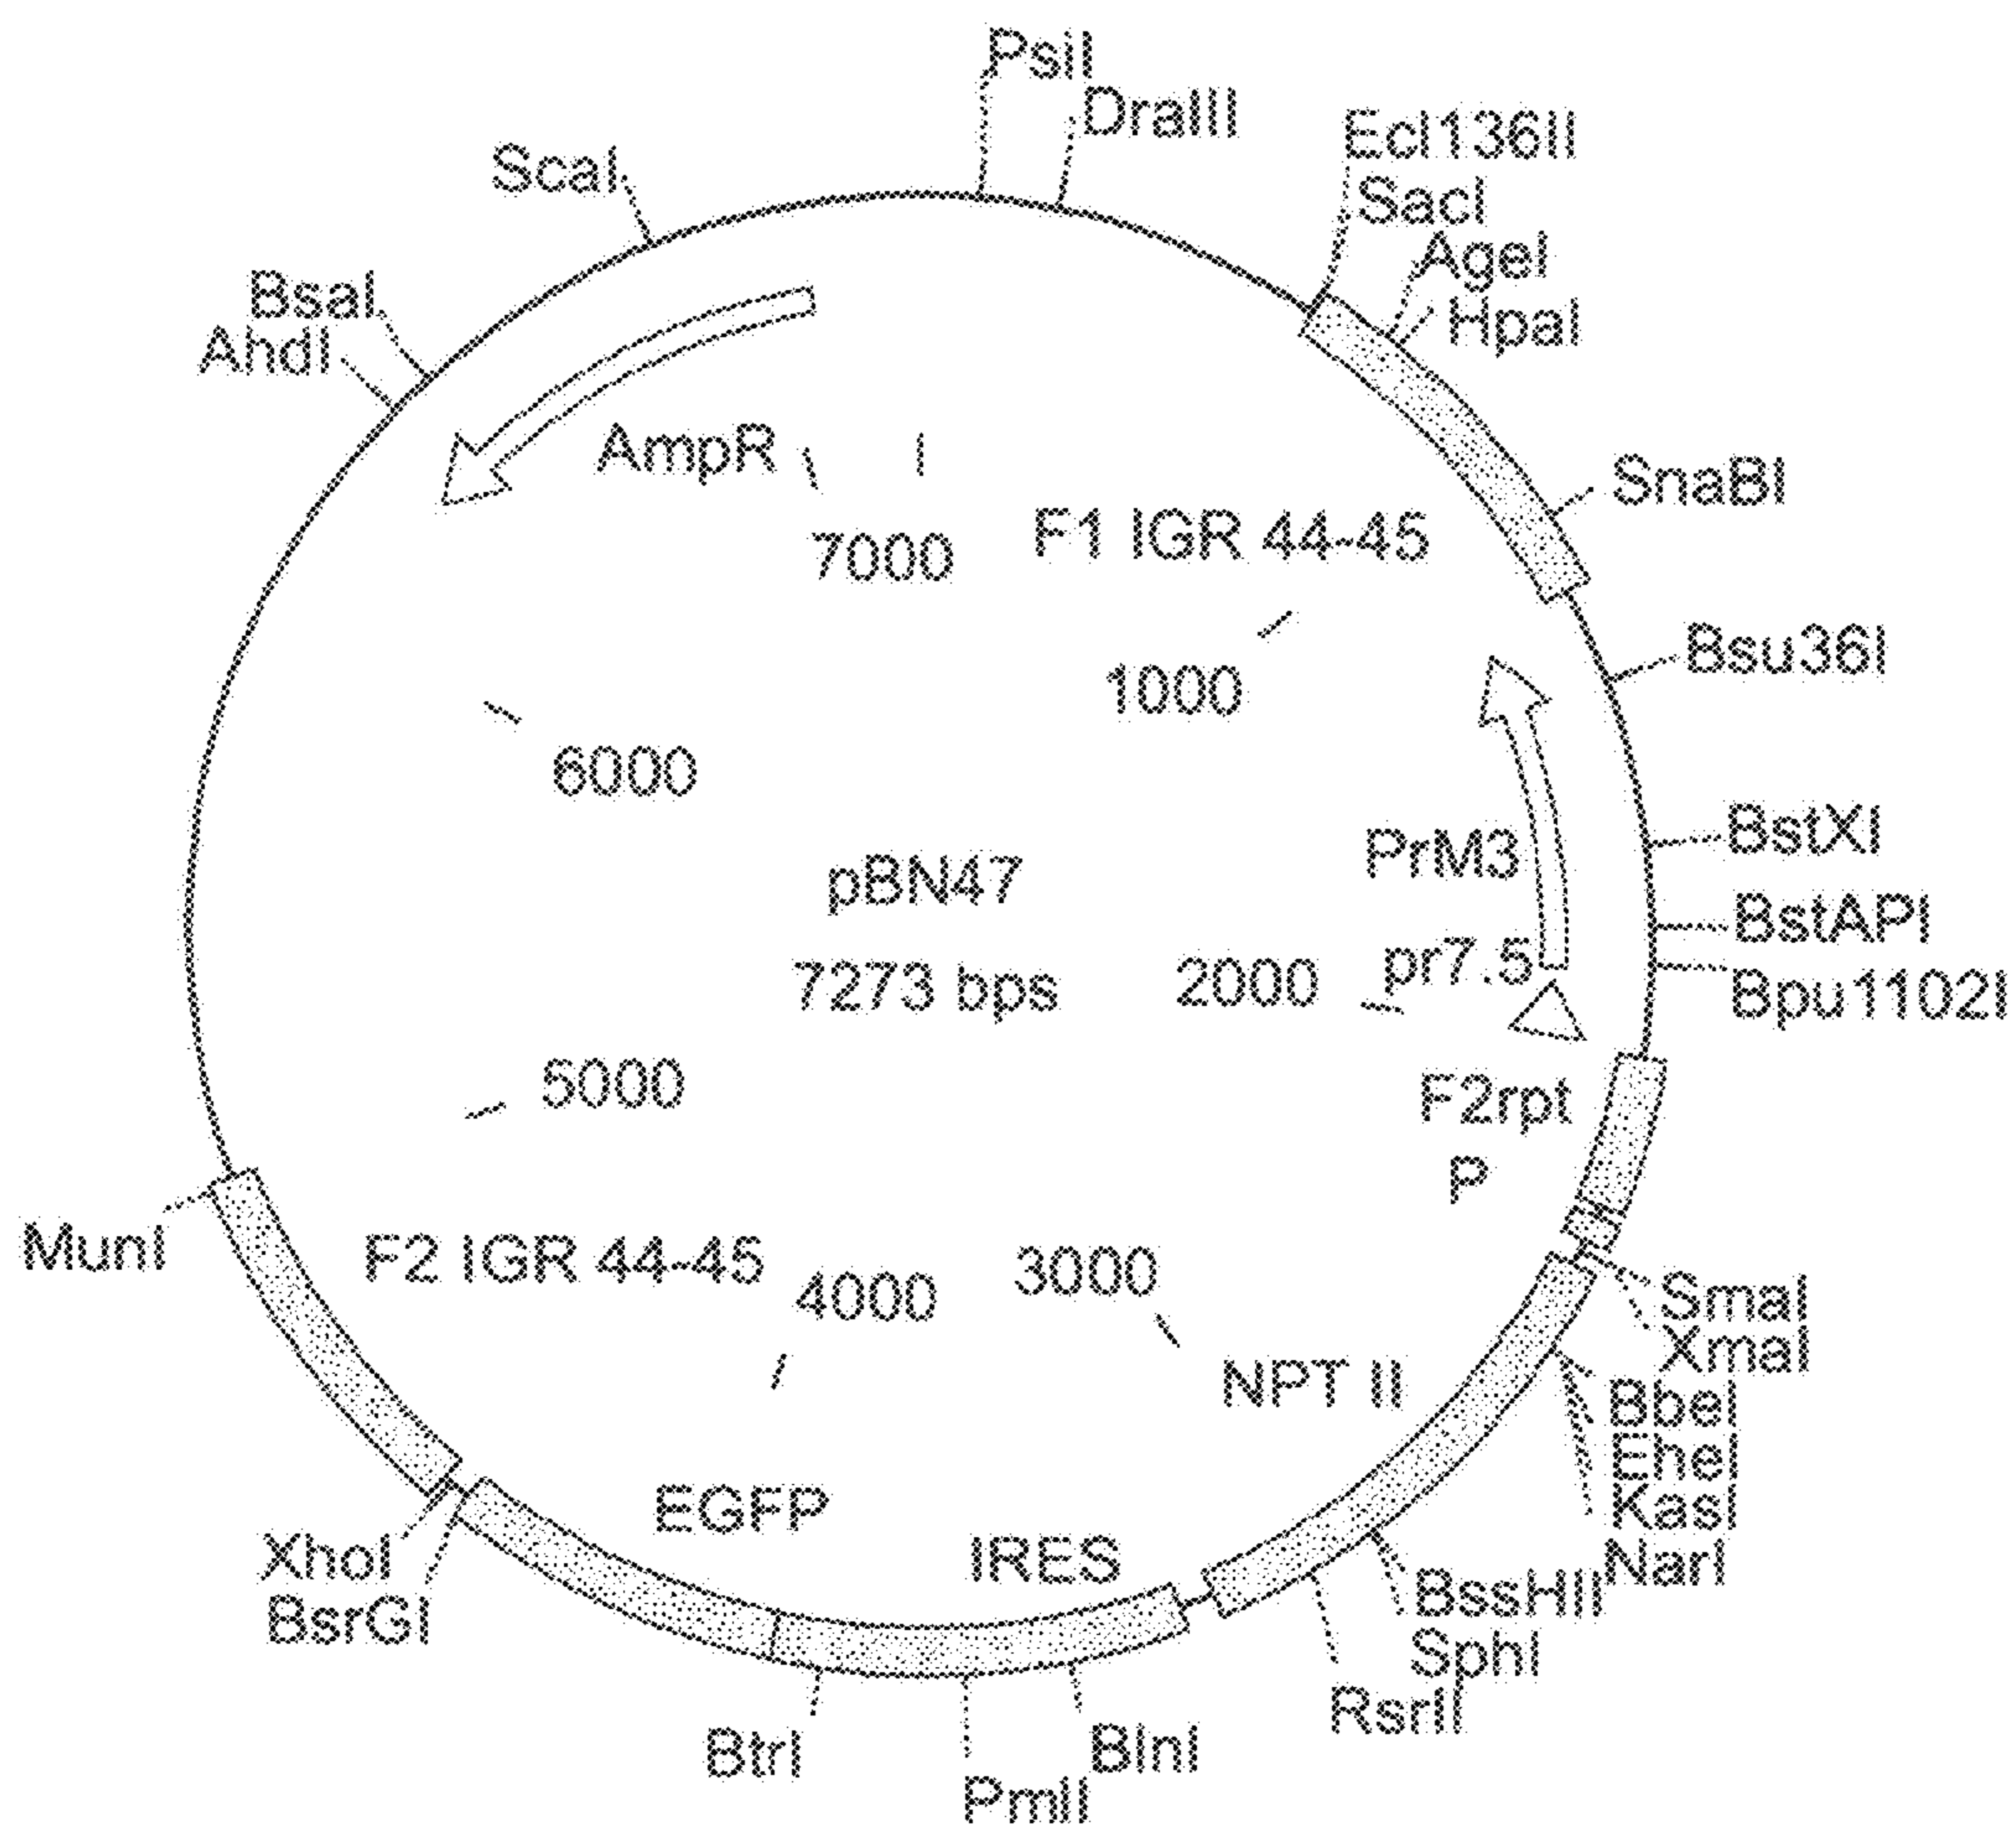 PsiI
DraIII
Ecl136II
SacI
AgeI
HpaI
ScaI
BsaI
AhdI
AmpR
7000
F1 IGR 44-45
SnaBI
1000
Bsu36I
6000
PrM3
BstXI
pBN47
7273 bps
2000
pr7.5
BstAPI
Bpu1102I
5000
F2rpt
P
MunI
F2 IGR 44-45
4000
3000
NPT II
SmaI
XmaI
BbeI
EheI
KasI
NarI
EGFP
IRES
XhoI
BsrGI
BssHII
SphI
RsrII
BtrI
BlnI
PmlI